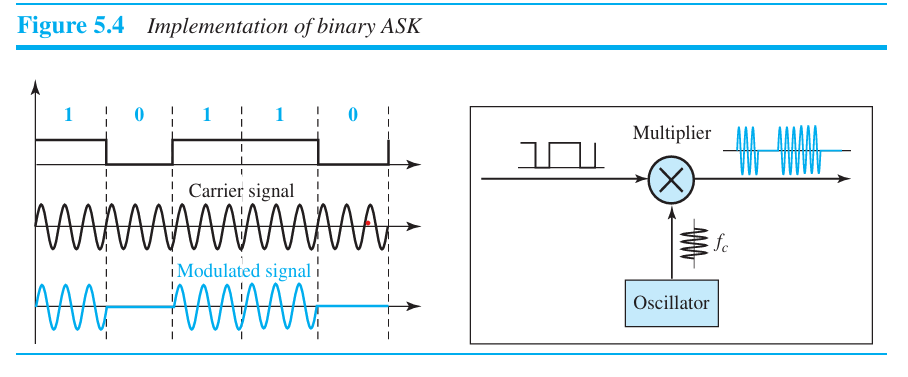 Figure 5.4 Implementation of binary ASK
1 0 1 1 0
Carrier signal
Modulated signal
Multiplier
fc
Oscillator